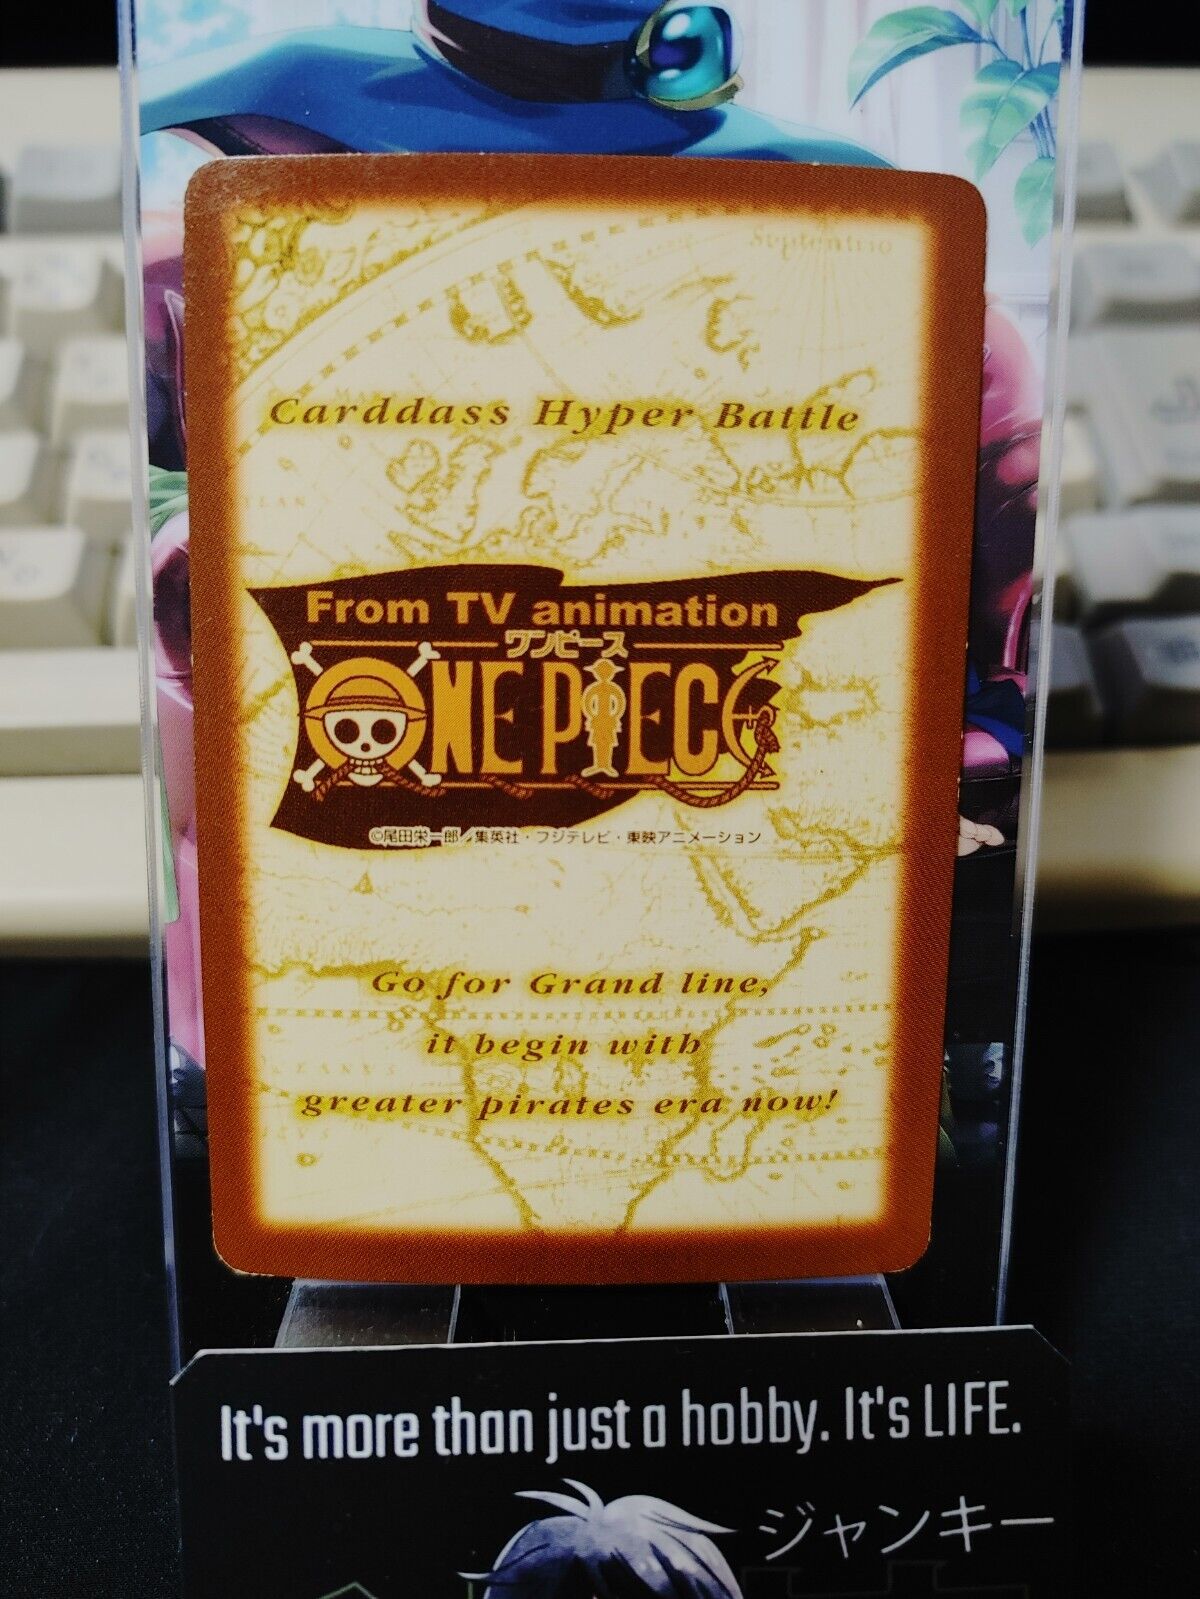 Septentrio
Carddass Hyper Battle
From TV animation
ワンピース
ONE PIECE
©尾田栄一郎／集英社・フジテレビ・東映アニメーション
Go for Grand line,
it begin with
greater pirates era now!
It's more than just a hobby. It's LIFE.
ジャンキー